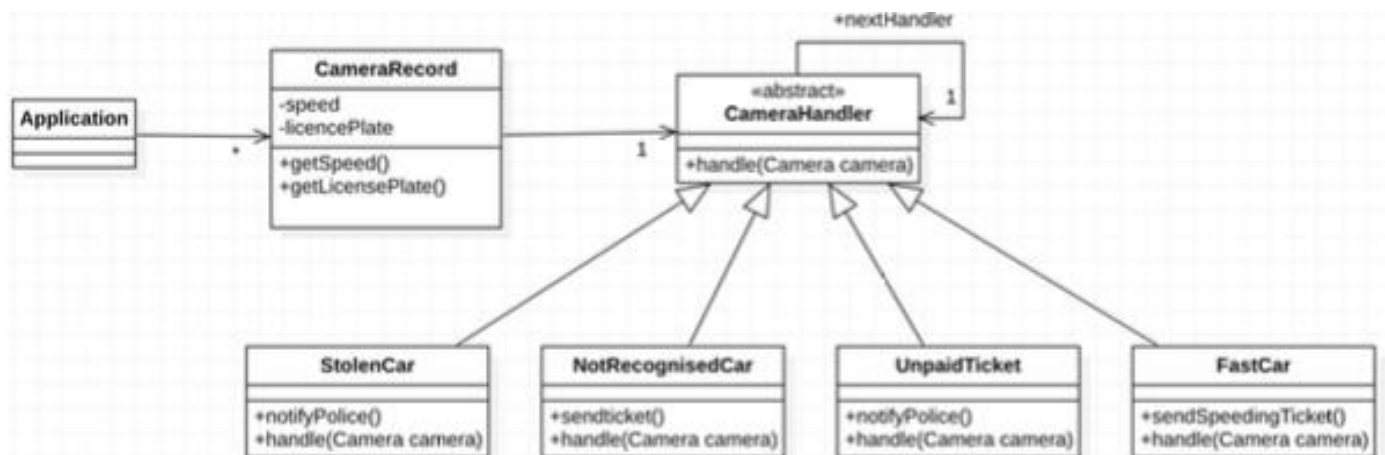 +nextHandler
CameraRecord
-speed
-licencePlate
+getSpeed()
+getLicensePlate()
Application
*
1
«abstract»
CameraHandler
+handle(Camera camera)
1
StolenCar
+notifyPolice()
+handle(Camera camera)
NotRecognisedCar
+sendticket()
+handle(Camera camera)
UnpaidTicket
+notifyPolice()
+handle(Camera camera)
FastCar
+sendSpeedingTicket()
+handle(Camera camera)